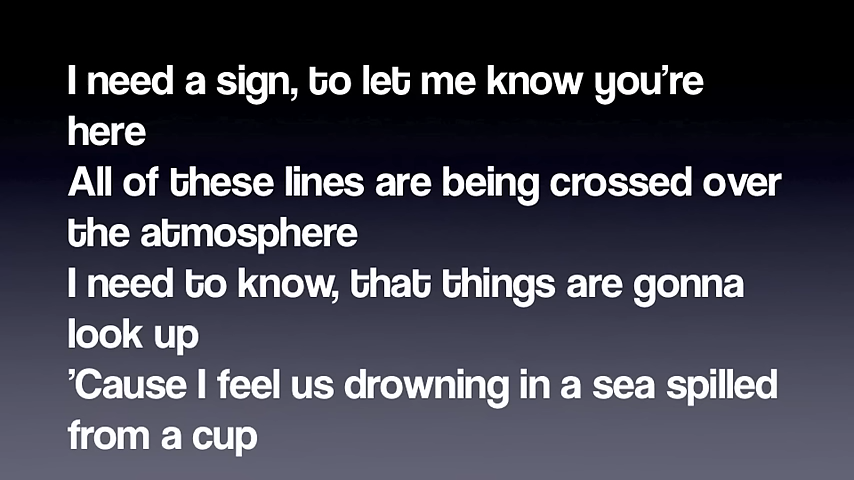 I need a sign, to let me know you’re
here
All of these lines are being crossed over
the atmosphere
I need to know, that things are gonna
look up
’Cause I feel us drowning in a sea spilled
from a cup